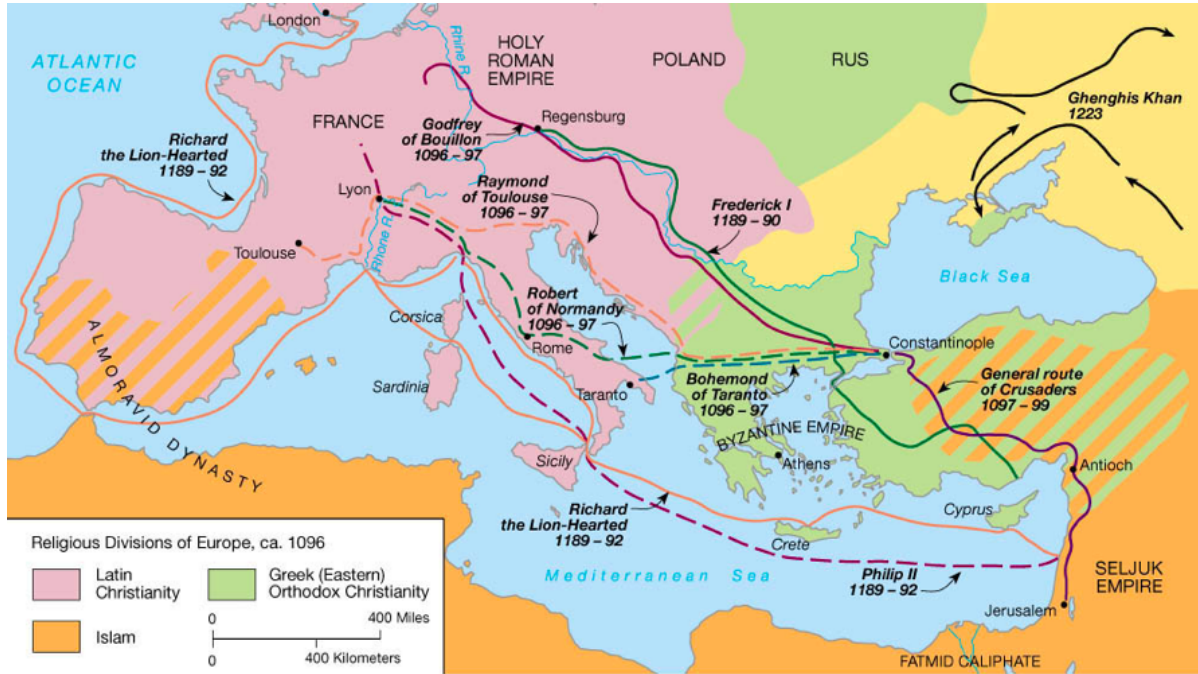 London
ATLANTIC
OCEAN
Rhine R.
HOLY
ROMAN
EMPIRE
POLAND
RUS
Ghenghis Khan
1223
Richard
the Lion-Hearted
1189 – 92
FRANCE
Godfrey
of Bouillon
1096 – 97
Regensburg
Lyon
Raymond
of Toulouse
1096 – 97
Frederick I
1189 – 90
Toulouse
Rhone R.
Black Sea
Corsica
Robert
of Normandy
1096 – 97
Rome
Constantinople
ALMORAVID DYNASTY
Sardinia
Taranto
Bohemond
of Taranto
1096 – 97
General route
of Crusaders
1097 – 99
BYZANTINE EMPIRE
Athens
Sicily
Antioch
Richard
the Lion-Hearted
1189 – 92
Crete
Cyprus
Mediterranean Sea
Philip II
1189 – 92
SELJUK
EMPIRE
Jerusalem
FATMID CALIPHATE
Religious Divisions of Europe, ca. 1096
Latin
Christianity
Greek (Eastern)
Orthodox Christianity
Islam
0 400 Miles
0 400 Kilometers